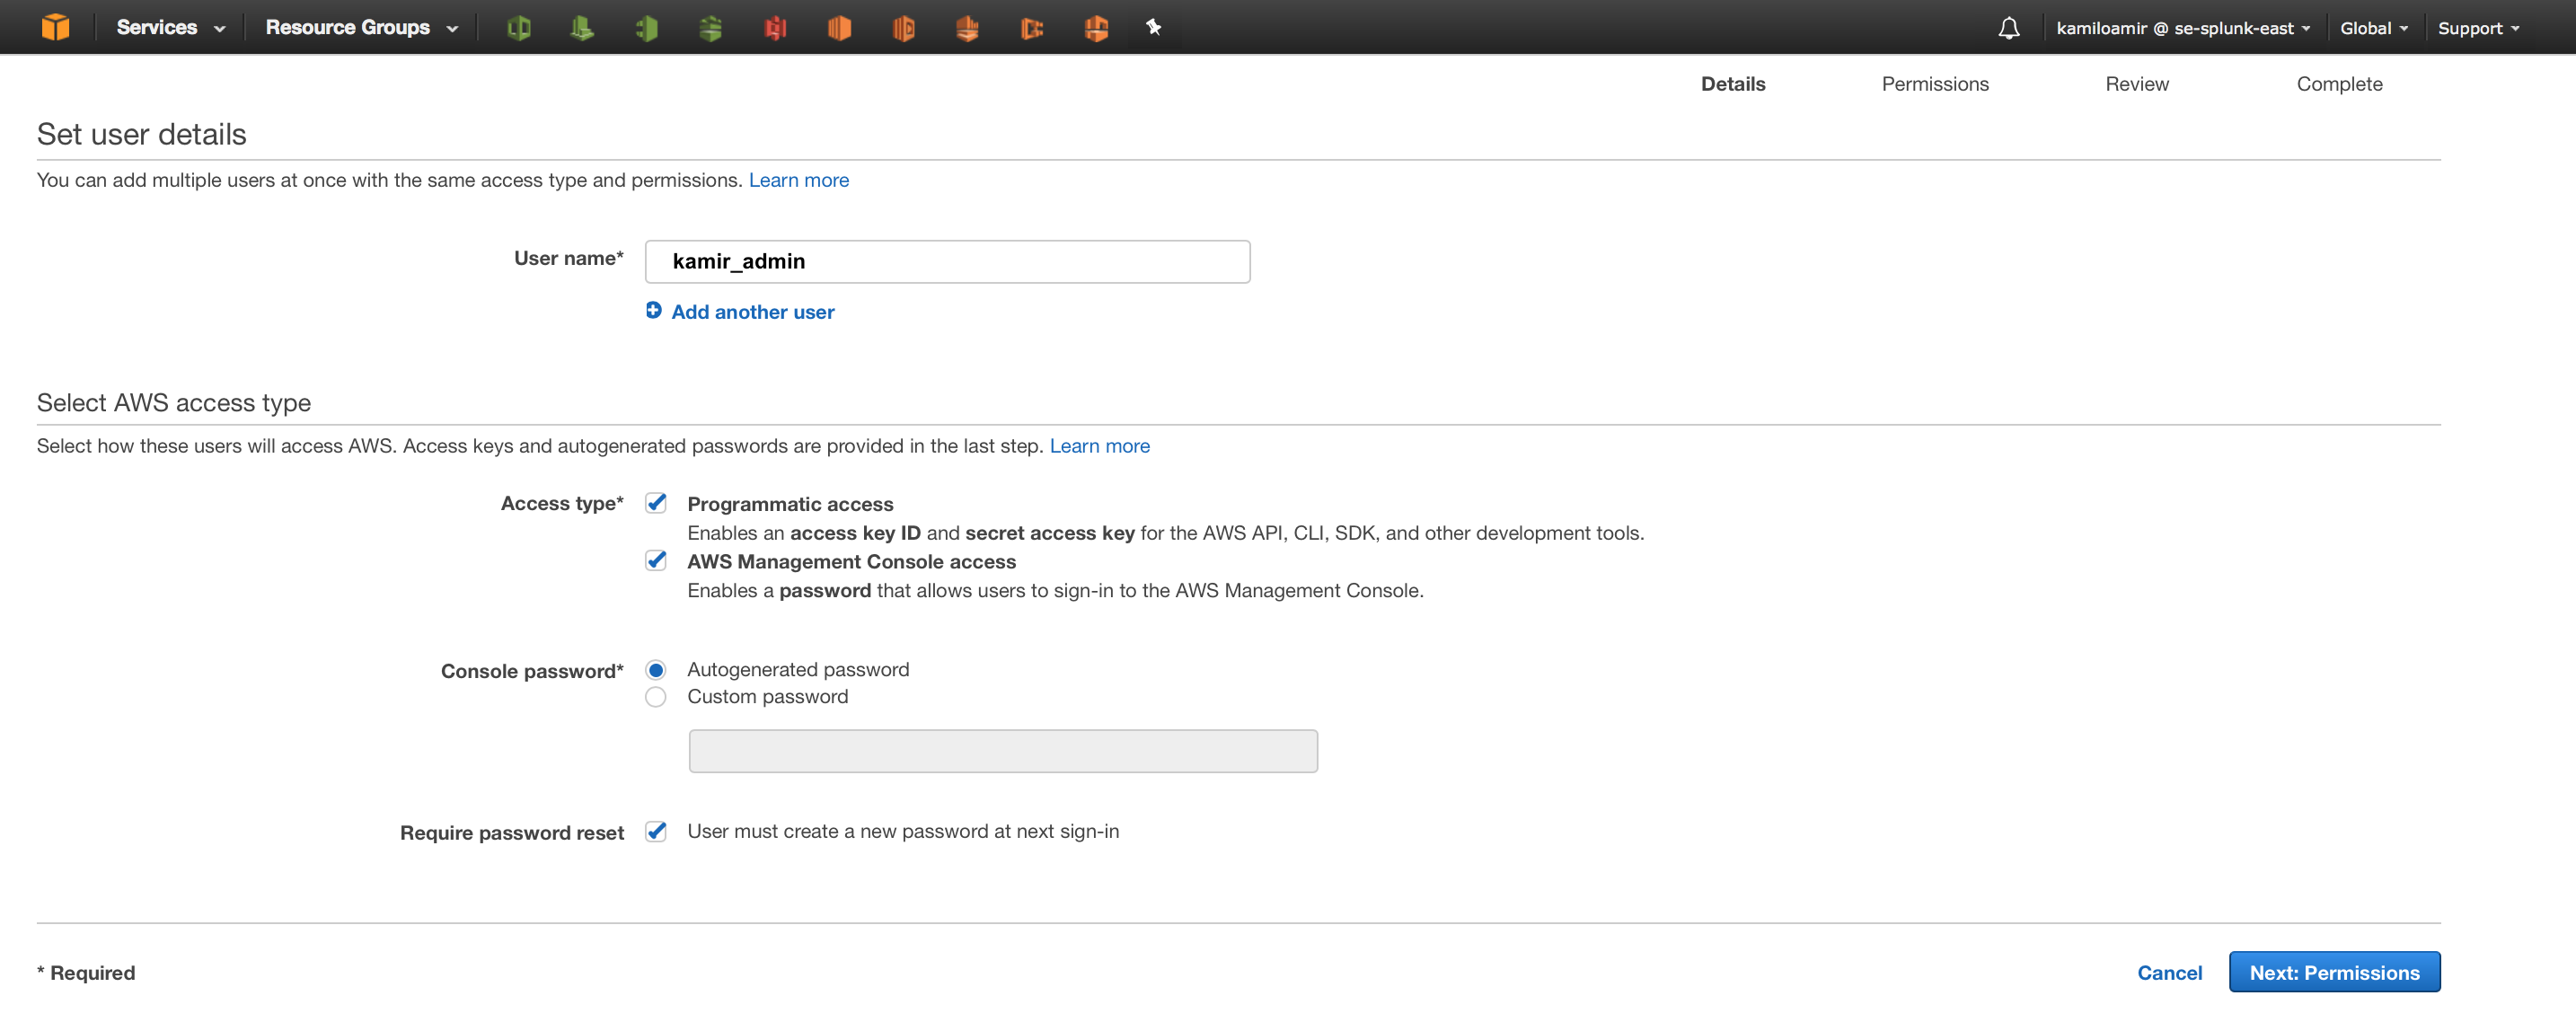 Services Resource Groups kamiloamir @ se-splunk-east Global Support
Details Permissions Review Complete
Set user details
You can add multiple users at once with the same access type and permissions. Learn more
User name* kamir_admin
Add another user
Select AWS access type
Select how these users will access AWS. Access keys and autogenerated passwords are provided in the last step. Learn more
Access type* Programmatic access
Enables an access key ID and secret access key for the AWS API, CLI, SDK, and other development tools.
AWS Management Console access
Enables a password that allows users to sign-in to the AWS Management Console.
Console password* Autogenerated password
Custom password
Require password reset User must create a new password at next sign-in
* Required Cancel Next: Permissions